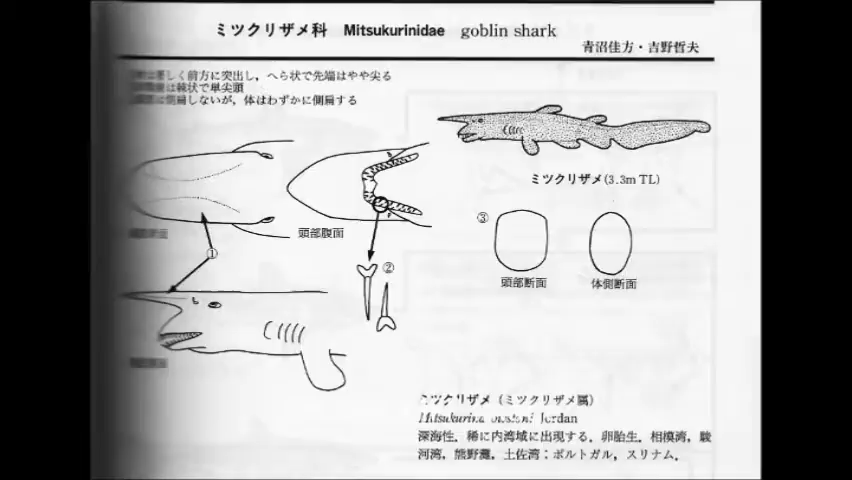 ミツクリザメ科 Mitsukurinidae goblin shark
青沼佳方・吉野哲夫
しく前方に突出し，へら状で先端はやや尖る
は棘状で単尖頭
扁しないが，体はわずかに側扁する
ミツクリザメ(3.3m TL)
頭部腹面
①
②
③
頭部断面
体側断面
ミツクリザメ（ミツクリザメ属）
Mitsukurina owstoni Jordan
深海性．稀に内湾域に出現する．卵胎生．相模湾，駿
河湾，熊野灘，土佐湾：ポルトガル，スリナム．